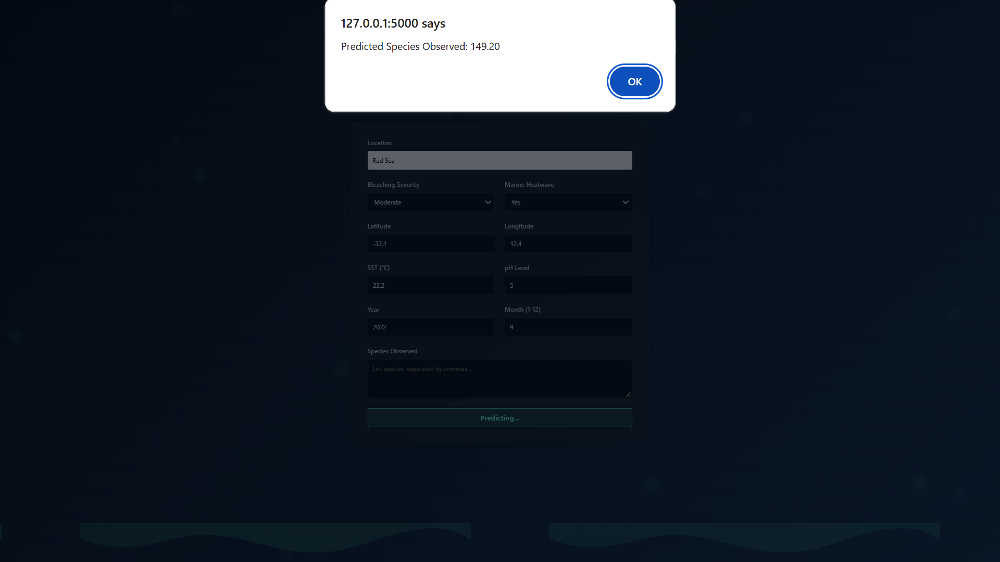 127.0.0.1:5000 says
Predicted Species Observed: 149.20
OK
Location
Red Sea
Bleaching Severity
Marine Heatwave
Moderate
Yes
Latitude
Longitude
-32.1
12.4
SST (°C)
pH Level
22.2
5
Year
Month (1-12)
2022
9
Species Observed
List species, separated by commas...
Predicting...